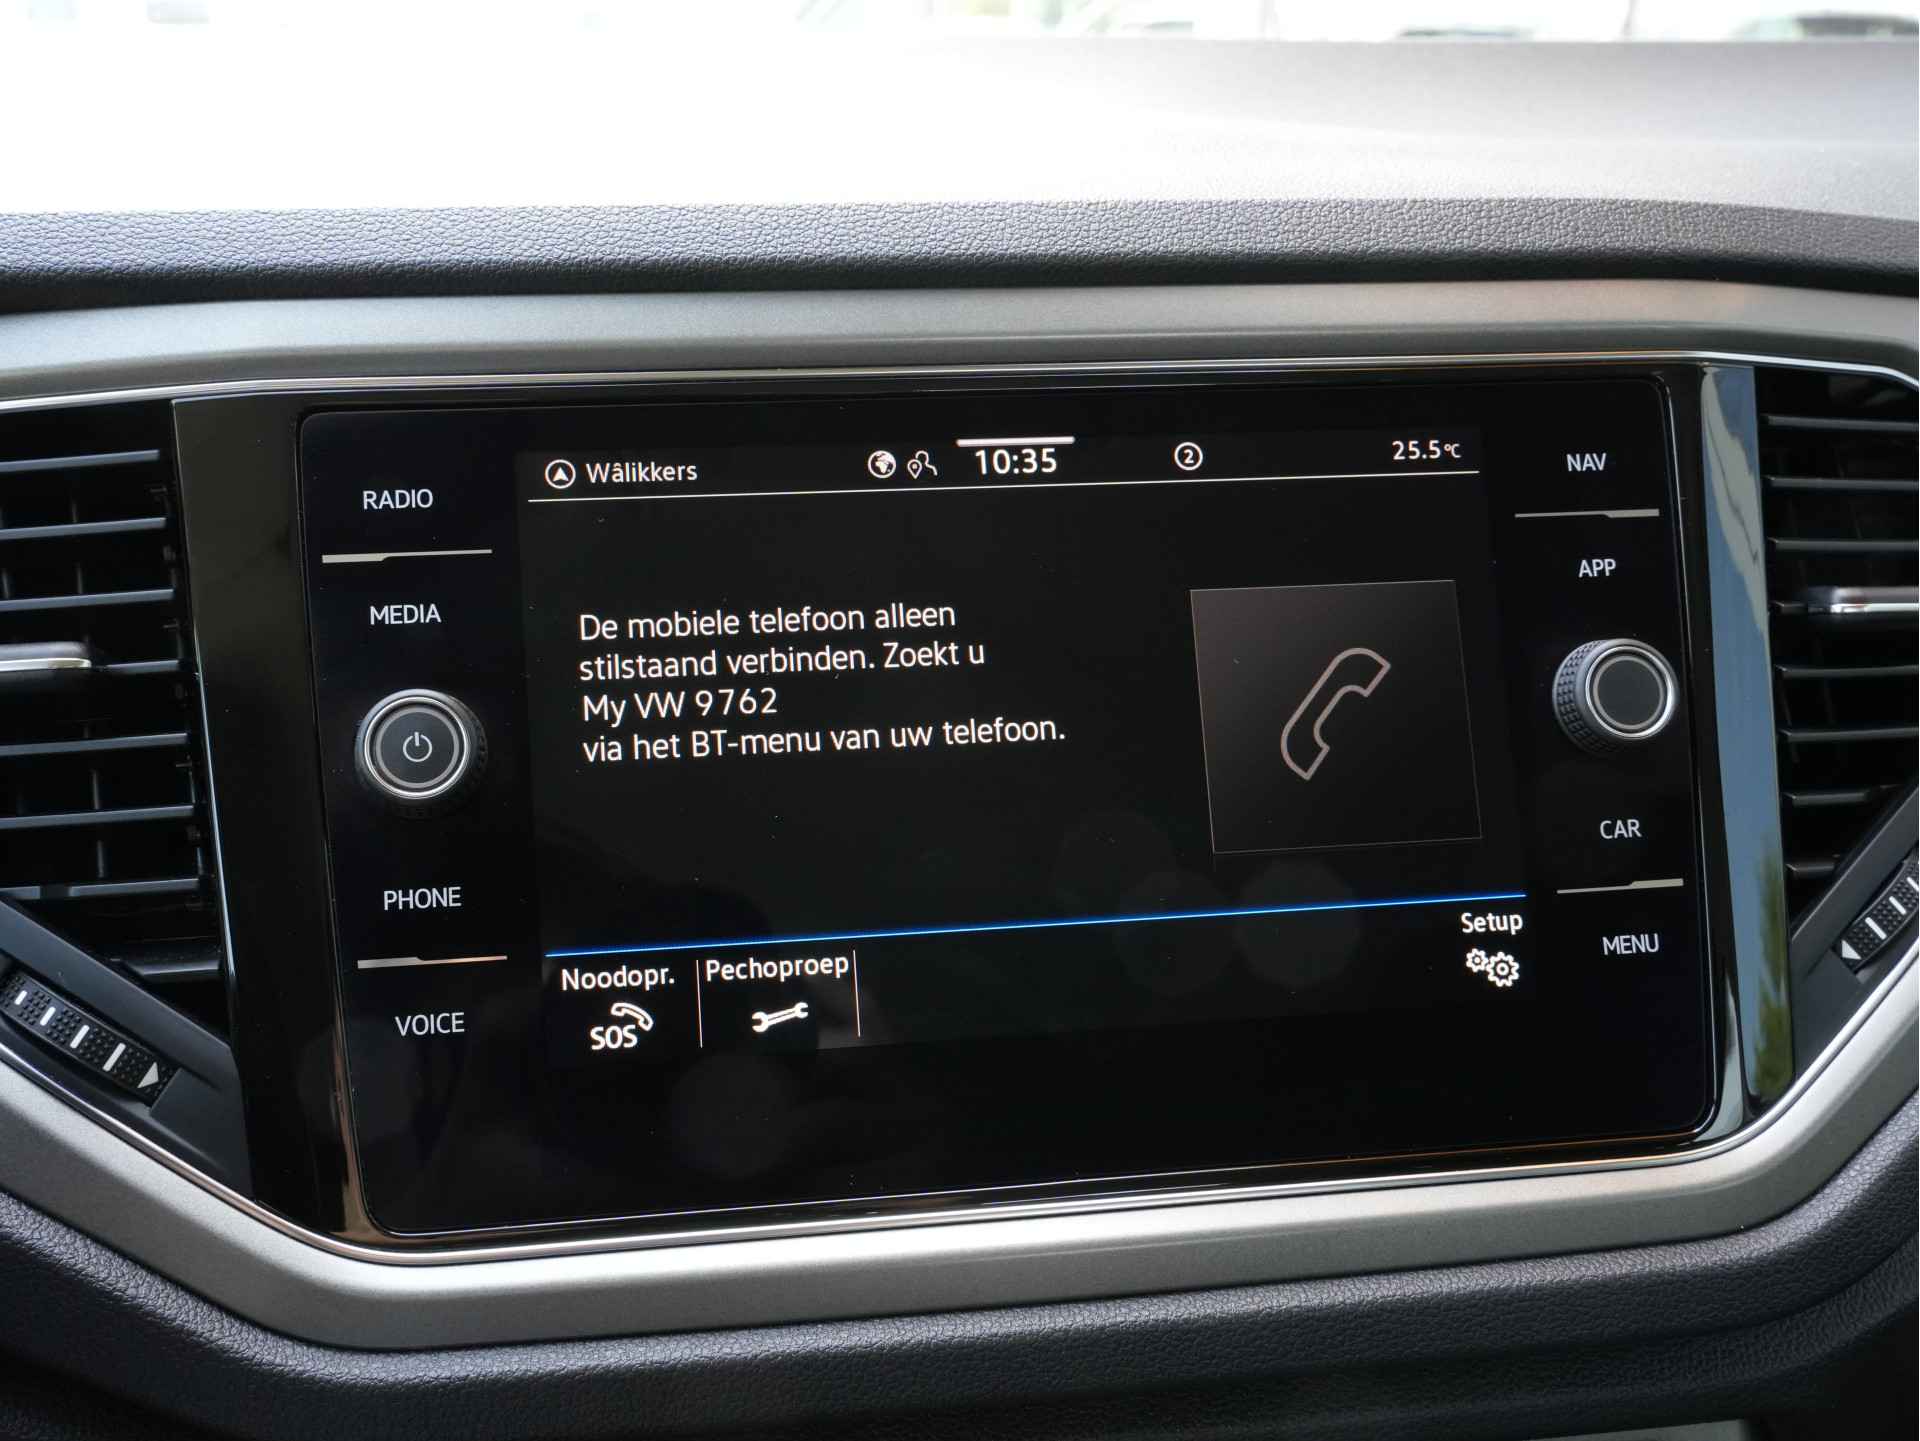 Wâlikkers 10:35 2 25.5°C
RADIO
MEDIA
PHONE
VOICE
De mobiele telefoon alleen
stilstaand verbinden. Zoekt u
My VW 9762
via het BT-menu van uw telefoon.
Noodopr.
SOS
Pechoproep
Setup
NAV
APP
CAR
MENU